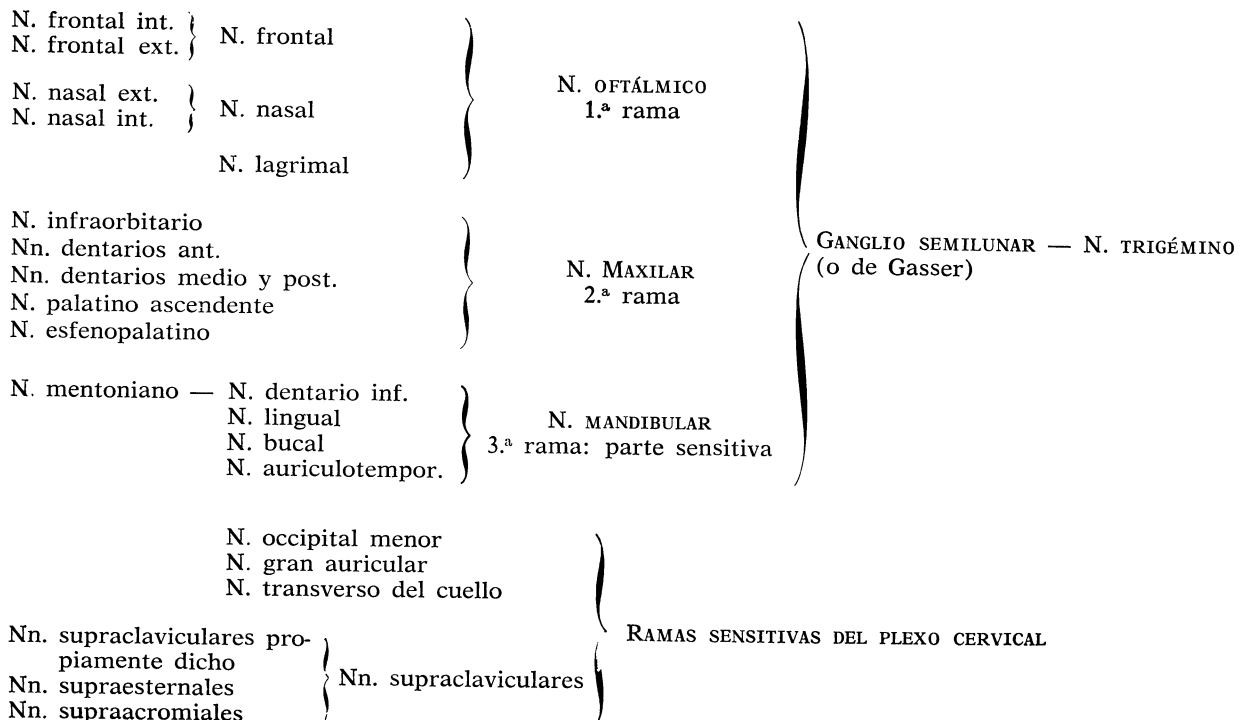 N. frontal int.
N. frontal ext.
N. frontal
N. nasal ext.
N. nasal int.
N. nasal
N. lagrimal
N. OFTÁLMICO
1.ª rama
N. infraorbitario
Nn. dentarios ant.
Nn. dentarios medio y post.
N. palatino ascendente
N. esfenopalatino
N. MAXILAR
2.ª rama
N. mentoniano — N. dentario inf.
N. lingual
N. bucal
N. auriculotempor.
N. MANDIBULAR
3.ª rama: parte sensitiva
GANGLIO SEMILUNAR — N. TRIGÉMINO
(o de Gasser)
N. occipital menor
N. gran auricular
N. transverso del cuello
Nn. supraclaviculares pro-
piamente dicho
Nn. supraesternales
Nn. supraacromiales
Nn. supraclaviculares
RAMAS SENSITIVAS DEL PLEXO CERVICAL